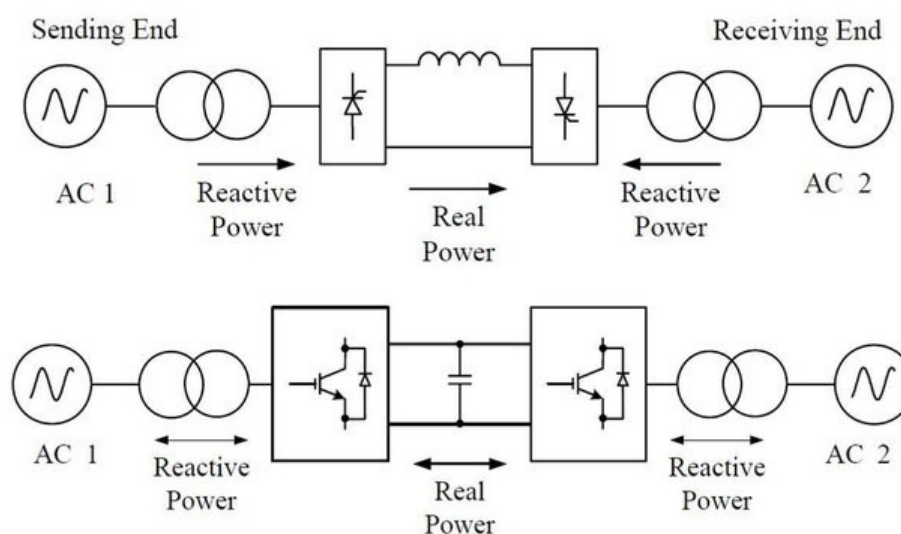 Sending End
Receiving End
AC 1
Reactive
Power
Real
Power
Reactive
Power
AC 2
AC 1
Reactive
Power
Real
Power
Reactive
Power
AC 2